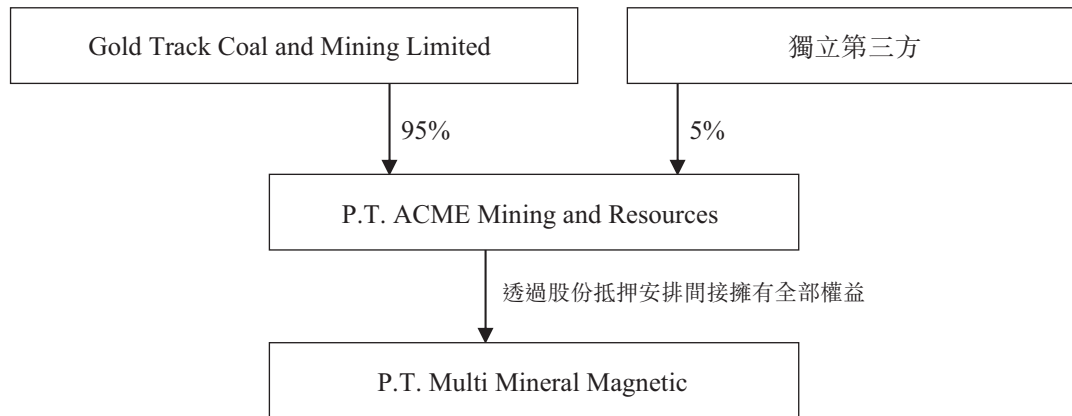 Gold Track Coal and Mining Limited
獨立第三方
95%
5%
P.T. ACME Mining and Resources
透過股份抵押安排間接擁有全部權益
P.T. Multi Mineral Magnetic